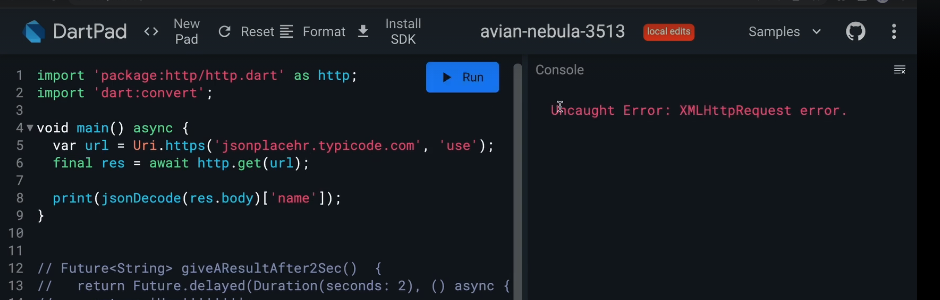 DartPad <> New Pad Reset Format Install SDK avian-nebula-3513 local edits Samples
Run
Console
Uncaught Error: XMLHttpRequest error.
1 import 'package:http/http.dart' as http;
2 import 'dart:convert';
3
4 void main() async {
5 var url = Uri.https('jsonplacehr.typicode.com', 'use');
6 final res = await http.get(url);
7
8 print(jsonDecode(res.body)['name']);
9 }
10
11
12 // Future<String> giveAResultAfter2Sec() {
13 // return Future.delayed(Duration(seconds: 2), () async {